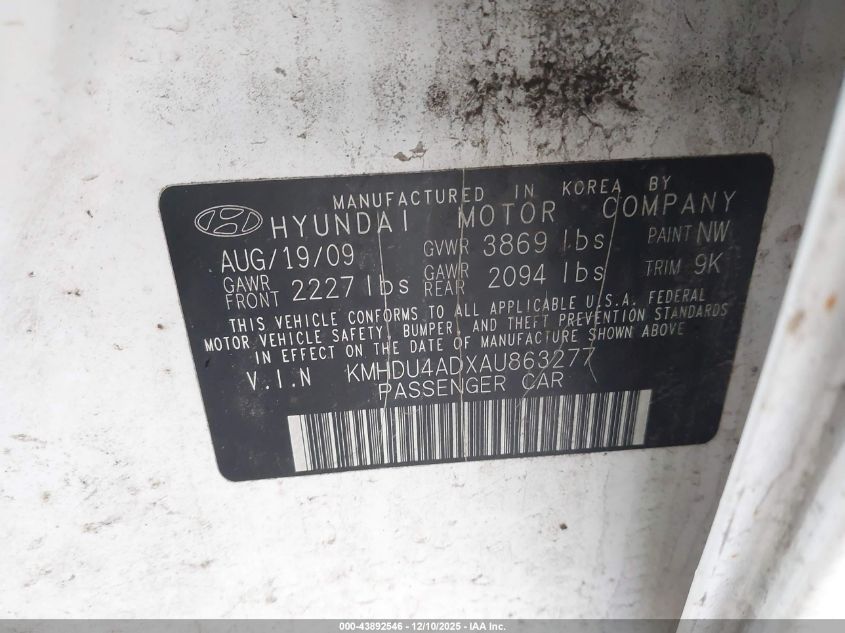 MANUFACTURED IN KOREA BY
HYUNDAI MOTOR COMPANY
AUG/19/09 GVWR 3869 lbs PAINT NW
GAWR FRONT 2227 lbs GAWR REAR 2094 lbs TRIM 9K
THIS VEHICLE CONFORMS TO ALL APPLICABLE U.S.A. FEDERAL
MOTOR VEHICLE SAFETY, BUMPER, AND THEFT PREVENTION STANDARDS
IN EFFECT ON THE DATE OF MANUFACTURE SHOWN ABOVE
V.I.N KMHDU4ADXAU863277
PASSENGER CAR
000-43892546 - 12/10/2025 - IAA Inc.